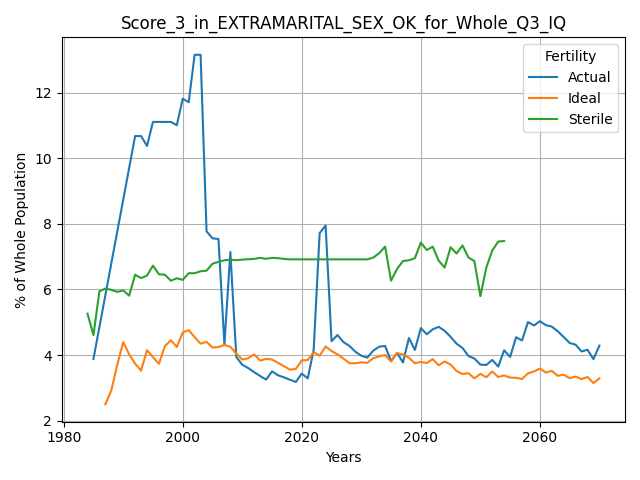 Score_3_in_EXTRAMARITAL_SEX_OK_for_Whole_Q3_IQ
Fertility
Actual
Ideal
Sterile
% of Whole Population
12
10
8
6
4
2
1980
2000
2020
2040
2060
Years